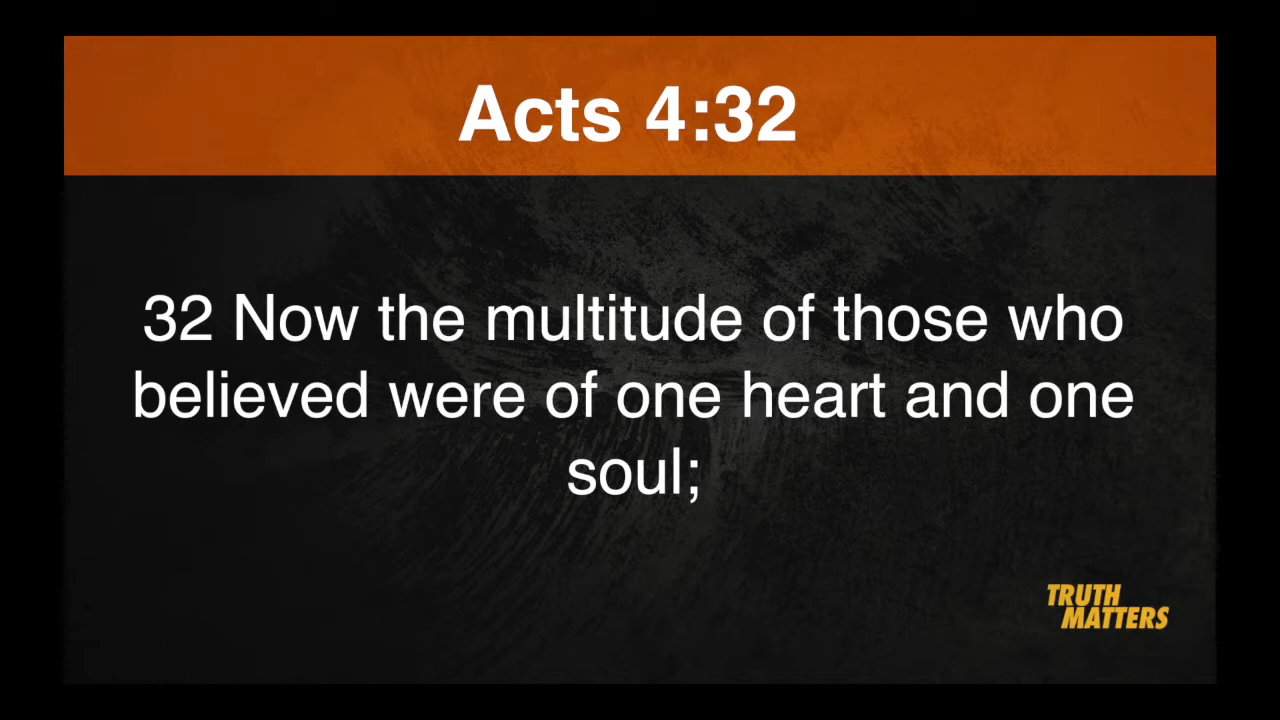 Acts 4:32
32 Now the multitude of those who
believed were of one heart and one
soul;
TRUTH
MATTERS